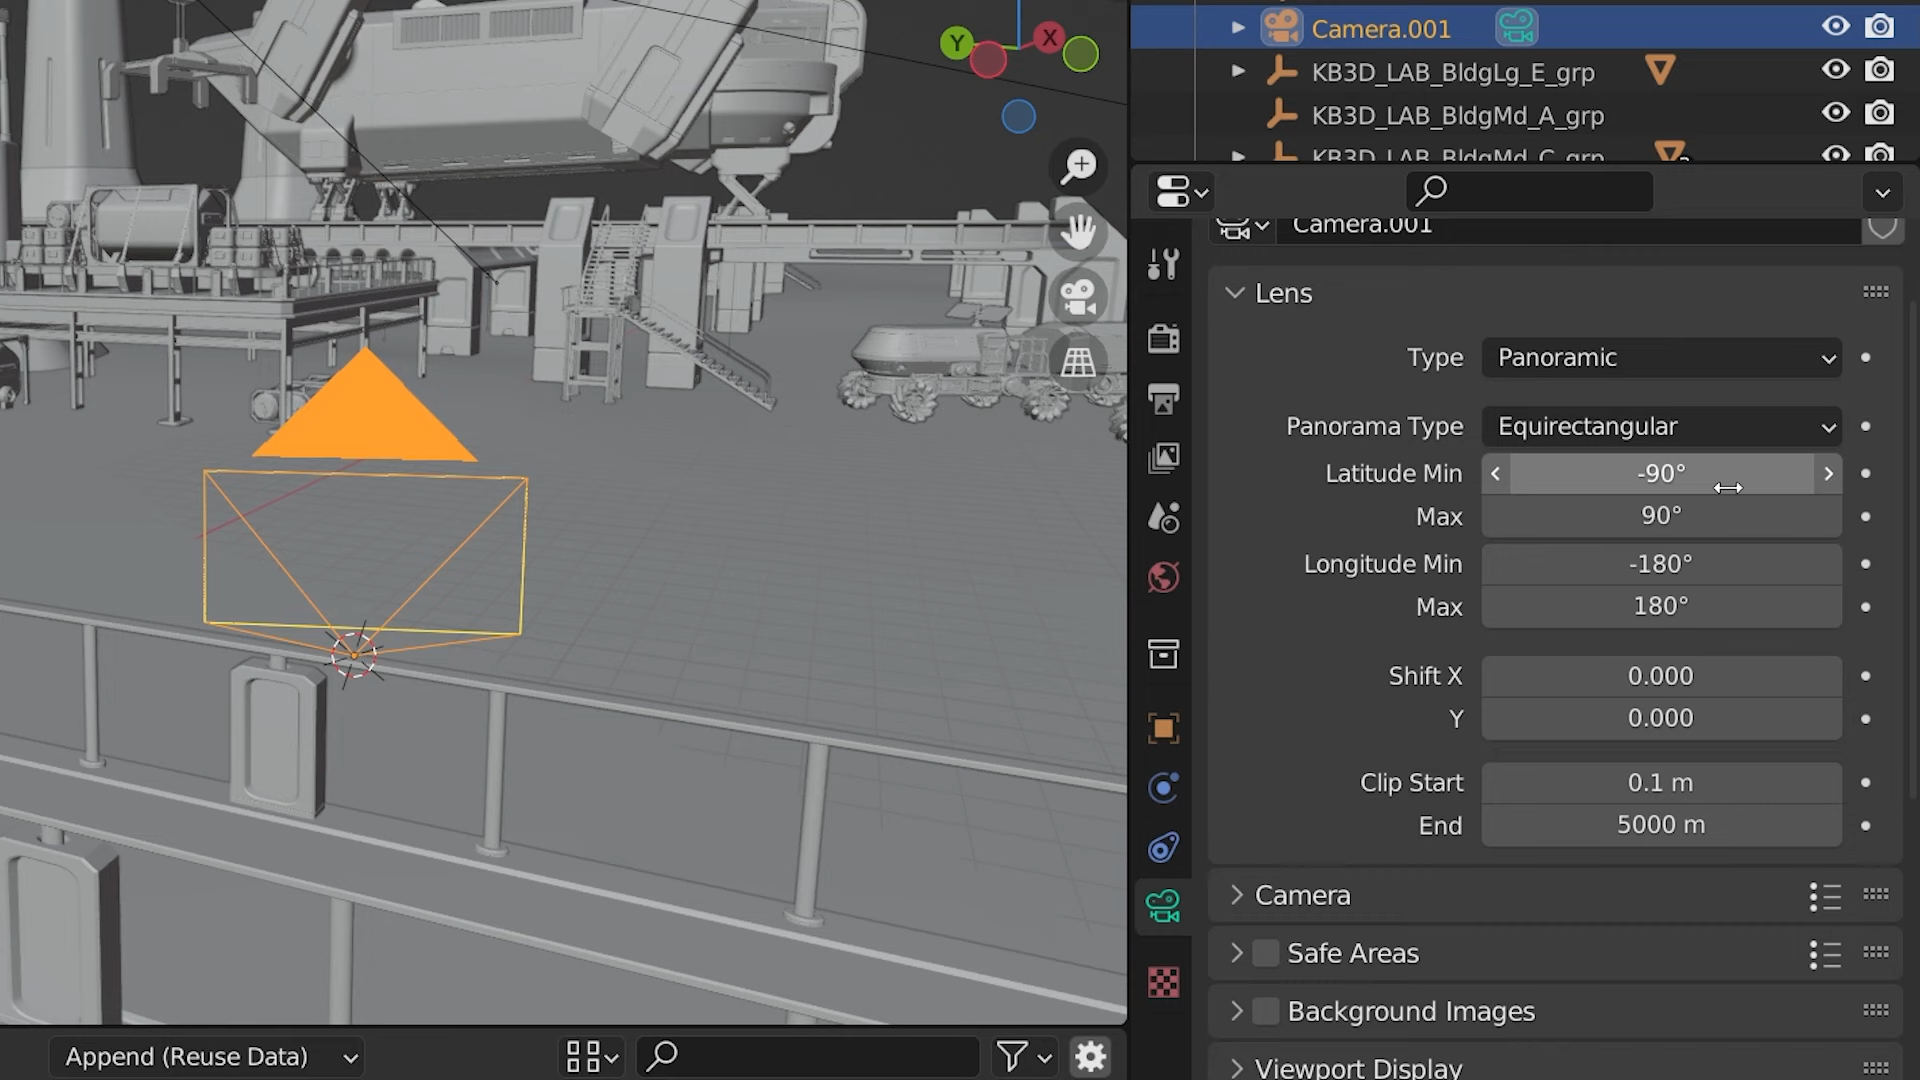 Y
X
Camera.001
KB3D_LAB_BldgLg_E_grp
KB3D_LAB_BldgMd_A_grp
KB3D_LAB_BldgMd_C_grp
Camera.001
Lens
Type Panoramic
Panorama Type Equirectangular
Latitude Min -90°
Max 90°
Longitude Min -180°
Max 180°
Shift X 0.000
Y 0.000
Clip Start 0.1 m
End 5000 m
Camera
Safe Areas
Background Images
Viewport Display
Append (Reuse Data)